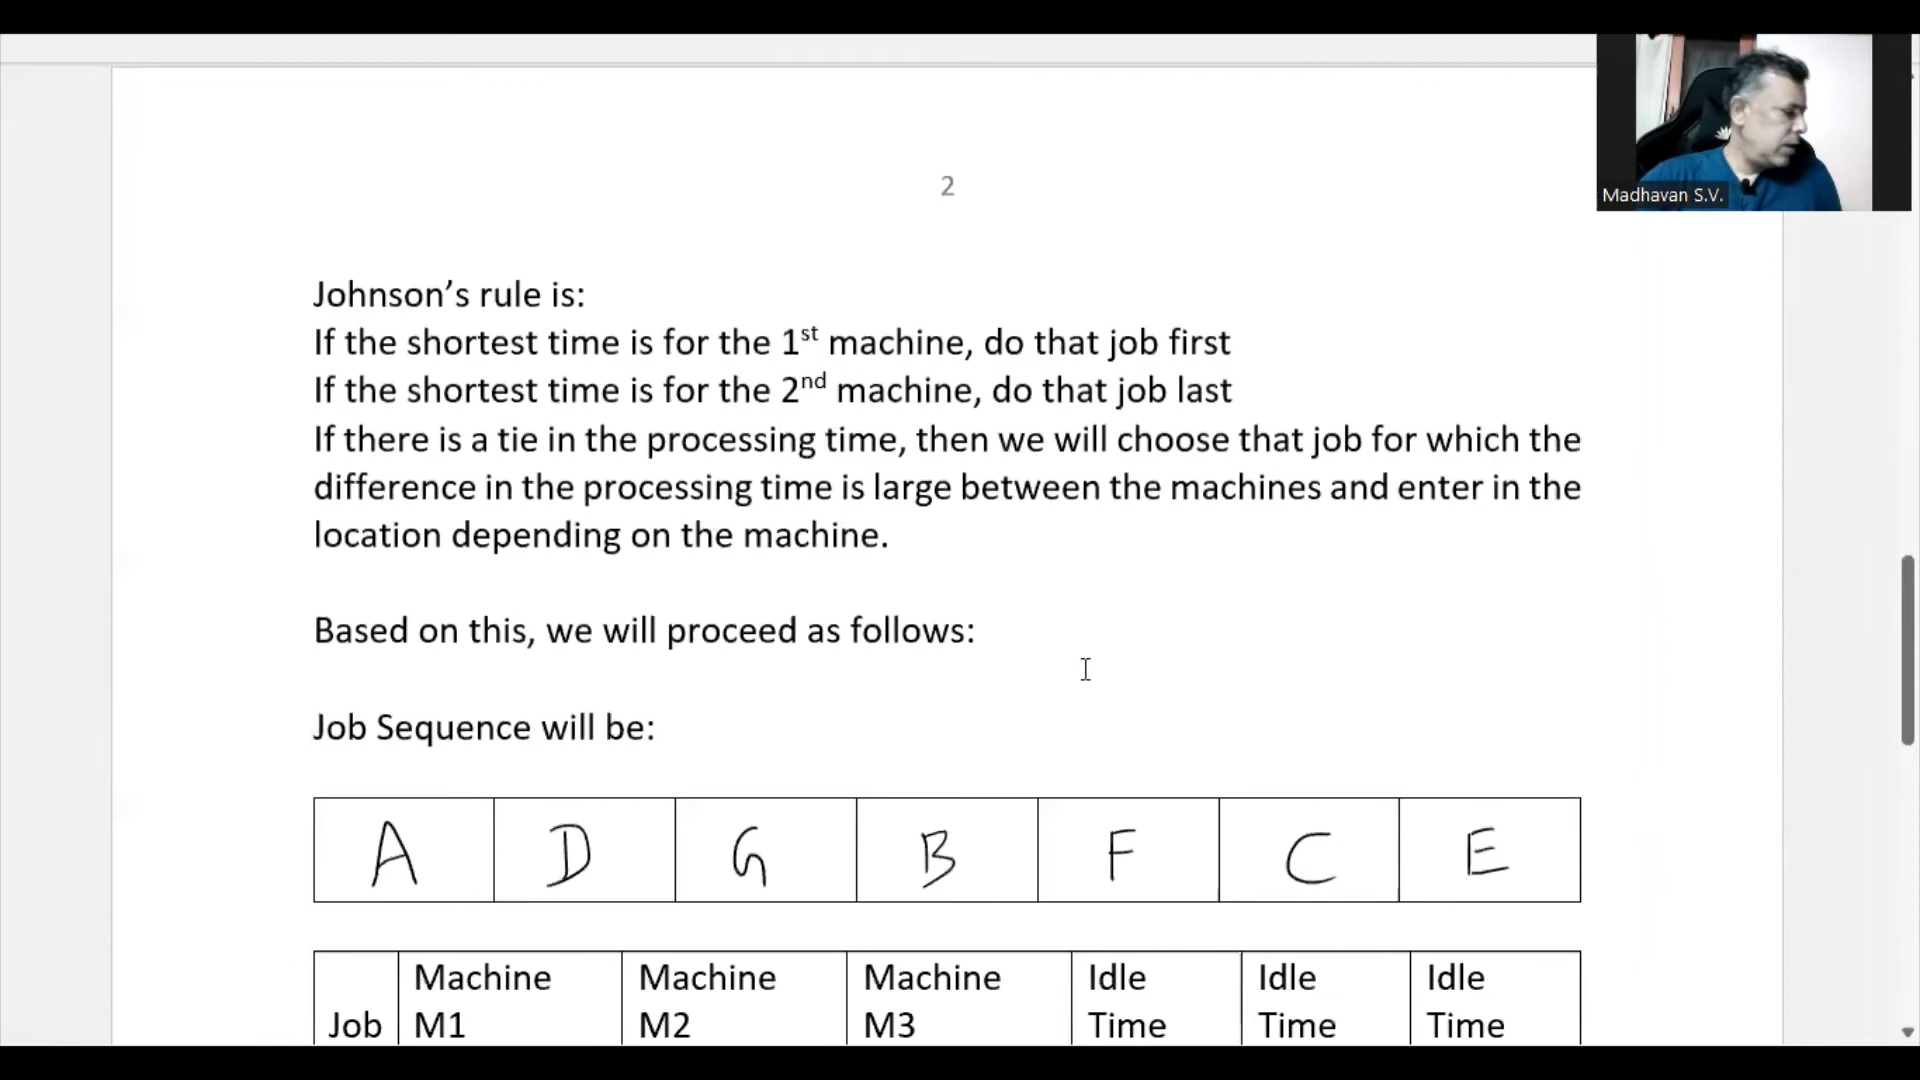 Madhavan S.V.
2
Johnson’s rule is:
If the shortest time is for the 1st machine, do that job first
If the shortest time is for the 2nd machine, do that job last
If there is a tie in the processing time, then we will choose that job for which the
difference in the processing time is large between the machines and enter in the
location depending on the machine.
Based on this, we will proceed as follows:
Job Sequence will be:
A D G B F C E
Machine Machine Machine Idle Idle Idle
Job M1 M2 M3 Time Time Time